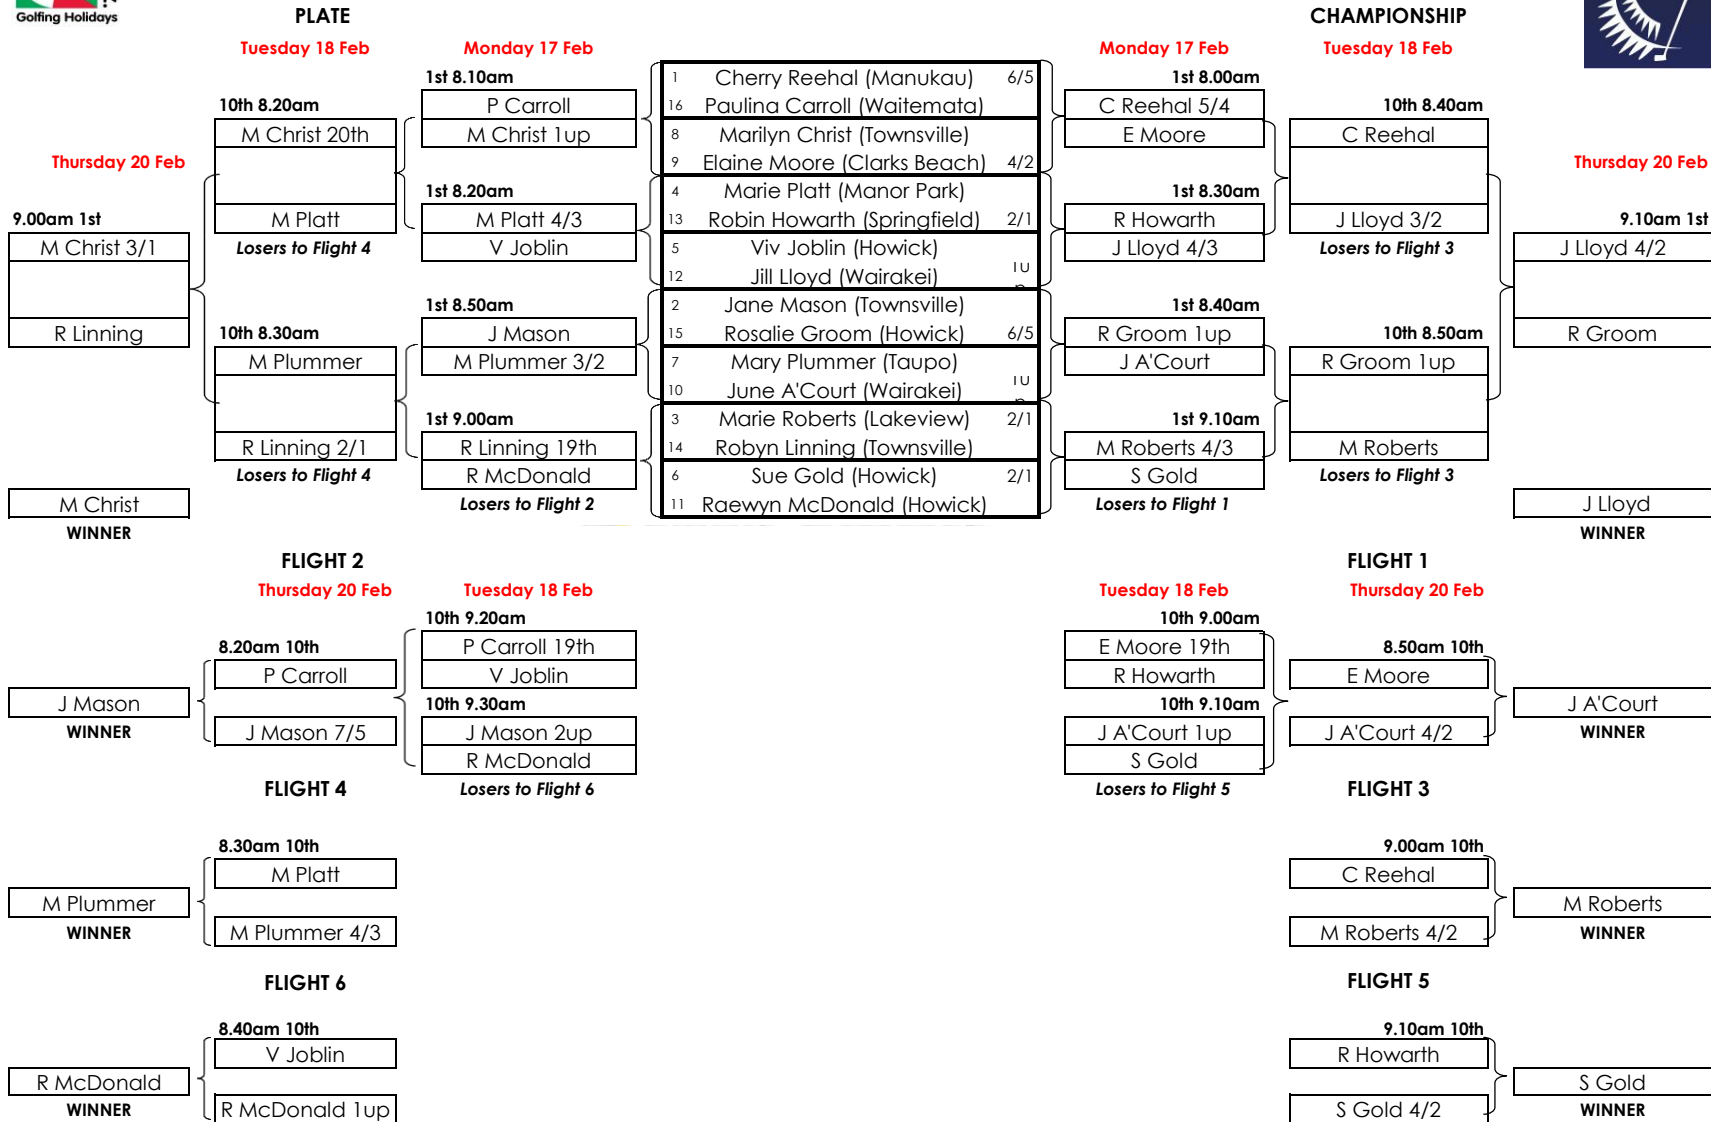 Golfing Holidays
PLATE CHAMPIONSHIP
Tuesday 18 Feb Monday 17 Feb Monday 17 Feb Tuesday 18 Feb
1st 8.10am 1 Cherry Reehal (Manukau) 6/5 1st 8.00am
10th 8.20am P Carroll 16 Paulina Carroll (Waitemata) C Reehal 5/4 10th 8.40am
M Christ 20th M Christ 1up 8 Marilyn Christ (Townsville) E Moore C Reehal
Thursday 20 Feb 9 Elaine Moore (Clarks Beach) 4/2 Thursday 20 Feb
1st 8.20am 4 Marie Platt (Manor Park) 1st 8.30am
9.00am 1st M Platt M Platt 4/3 13 Robin Howarth (Springfield) 2/1 R Howarth J Lloyd 3/2 9.10am 1st
M Christ 3/1 Losers to Flight 4 V Joblin 5 Viv Joblin (Howick) J Lloyd 4/3 Losers to Flight 3 J Lloyd 4/2
12 Jill Lloyd (Wairakei)
1st 8.50am 2 Jane Mason (Townsville) 1st 8.40am
R Linning 10th 8.30am J Mason 15 Rosalie Groom (Howick) 6/5 R Groom 1up 10th 8.50am R Groom
M Plummer M Plummer 3/2 7 Mary Plummer (Taupo) J A'Court R Groom 1up
10 June A'Court (Wairakei)
1st 9.00am 3 Marie Roberts (Lakeview) 2/1 1st 9.10am
R Linning 2/1 R Linning 19th 14 Robyn Linning (Townsville) M Roberts 4/3 M Roberts
Losers to Flight 4 R McDonald 6 Sue Gold (Howick) 2/1 S Gold Losers to Flight 3
M Christ Losers to Flight 2 11 Raewyn McDonald (Howick) Losers to Flight 1 J Lloyd
WINNER WINNER
FLIGHT 2 FLIGHT 1
Thursday 20 Feb Tuesday 18 Feb Tuesday 18 Feb Thursday 20 Feb
10th 9.20am 10th 9.00am
8.20am 10th P Carroll 19th E Moore 19th 8.50am 10th
P Carroll V Joblin R Howarth E Moore
J Mason 10th 9.30am 10th 9.10am J A'Court
WINNER J Mason 7/5 J Mason 2up J A'Court 1up J A'Court 4/2 WINNER
R McDonald S Gold
FLIGHT 4 Losers to Flight 6 Losers to Flight 5 FLIGHT 3
8.30am 10th 9.00am 10th
M Platt C Reehal
M Plummer M Roberts
WINNER M Plummer 4/3 M Roberts 4/2 WINNER
FLIGHT 6 FLIGHT 5
8.40am 10th 9.10am 10th
V Joblin R Howarth
R McDonald S Gold
WINNER R McDonald 1up S Gold 4/2 WINNER